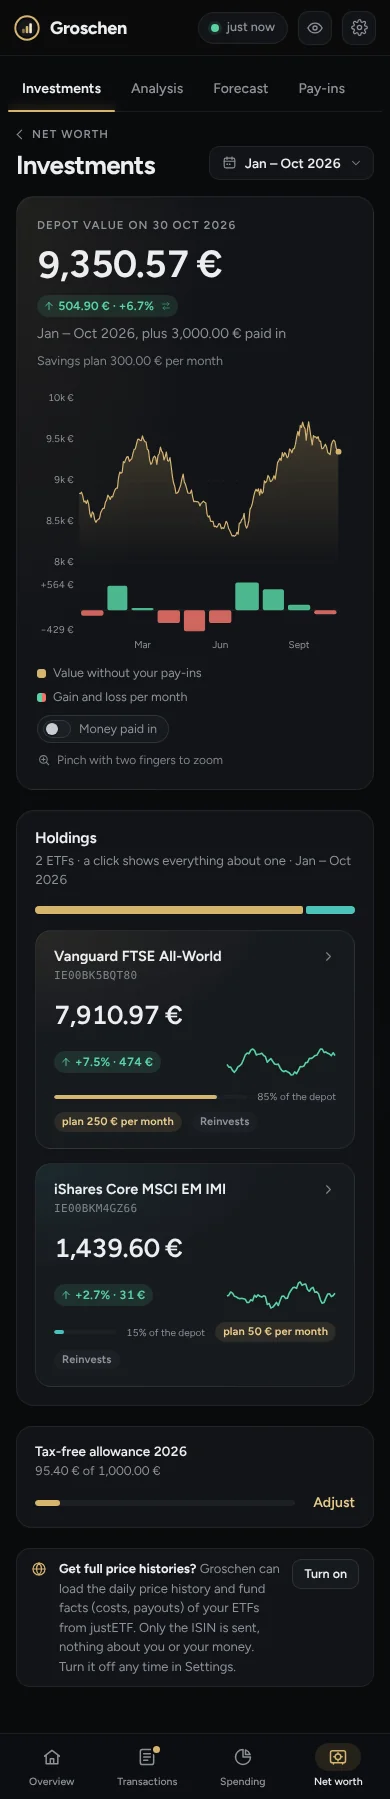 Groschen
just now
Investments
Analysis
Forecast
Pay-ins
NET WORTH
Investments
Jan – Oct 2026
DEPOT VALUE ON 30 OCT 2026
9,350.57 €
↑ 504.90 € · +6.7%
Jan – Oct 2026, plus 3,000.00 € paid in
Savings plan 300.00 € per month
10k €
9.5k €
9k €
8.5k €
8k €
+564 €
−429 €
Mar
Jun
Sept
Value without your pay-ins
Gain and loss per month
Money paid in
Pinch with two fingers to zoom
Holdings
2 ETFs · a click shows everything about one · Jan – Oct
2026
Vanguard FTSE All-World
IE00BK5BQT80
7,910.97 €
↑ +7.5% · 474 €
85% of the depot
plan 250 € per month
Reinvests
iShares Core MSCI EM IMI
IE00BKM4GZ66
1,439.60 €
↑ +2.7% · 31 €
15% of the depot
plan 50 € per month
Reinvests
Tax-free allowance 2026
95.40 € of 1,000.00 €
Adjust
Get full price histories? Groschen can
load the daily price history and fund
facts (costs, payouts) of your ETFs
from justETF. Only the ISIN is sent,
nothing about you or your money.
Turn it off any time in Settings.
Turn on
Overview
Transactions
Spending
Net worth